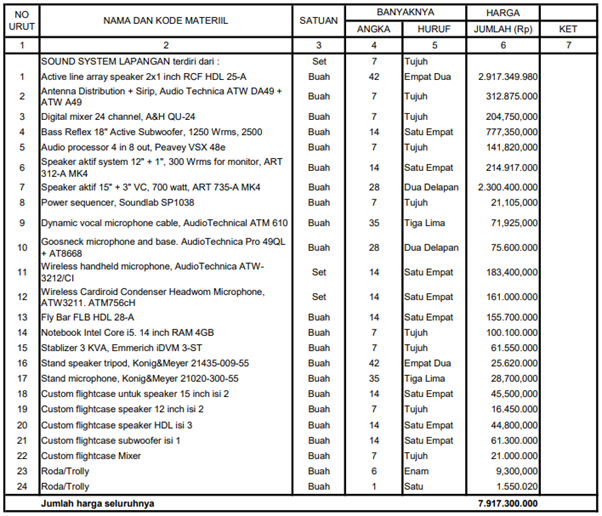 NO URUT NAMA DAN KODE MATERIIL SATUAN BANYAKNYA ANGKA HURUF HARGA JUMLAH (Rp) KET
1 2 3 4 5 6 7
SOUND SYSTEM LAPANGAN terdiri dari : Set 7 Tujuh
1 Active line array speaker 2x1 inch RCF HDL 25-A Buah 42 Empat Dua 2.917.349.980
2 Antenna Distribution + Sirip, Audio Technica ATW DA49 + ATW A49 Buah 7 Tujuh 312.875.000
3 Digital mixer 24 channel, A&H QU-24 Buah 7 Tujuh 204,750,000
4 Bass Reflex 18" Active Subwoofer, 1250 Wrms, 2500 Buah 14 Satu Empat 777,350,000
5 Audio processor 4 in 8 out, Peavey VSX 48e Buah 7 Tujuh 141,820,000
6 Speaker aktif system 12" + 1", 300 Wrms for monitor, ART 312-A MK4 Buah 14 Satu Empat 214.917.000
7 Speaker aktif 15" + 3" VC, 700 watt, ART 735-A MK4 Buah 28 Dua Delapan 2.300.400.000
8 Power sequencer, Soundlab SP1038 Buah 7 Tujuh 21,105,000
9 Dynamic vocal microphone cable, AudioTechnical ATM 610 Buah 35 Tiga Lima 71,925,000
10 Goosneck microphone and base. AudioTechnica Pro 49QL + AT8668 Buah 28 Dua Delapan 75.600.000
11 Wireless handheld microphone, AudioTechnica ATW-3212/CI Set 14 Satu Empat 183,400,000
12 Wireless Cardiroid Condenser Headwom Microphone, ATW3211. ATM756cH Set 14 Satu Empat 161.000.000
13 Fly Bar FLB HDL 28-A Buah 14 Satu Empat 155.700.000
14 Notebook Intel Core i5. 14 inch RAM 4GB Buah 7 Tujuh 100.100.000
15 Stablizer 3 KVA, Emmerich iDVM 3-ST Buah 7 Tujuh 61.550.000
16 Stand speaker tripod, Konig&Meyer 21435-009-55 Buah 42 Empat Dua 25.620.000
17 Stand microphone, Konig&Meyer 21020-300-55 Buah 35 Tiga Lima 28,700,000
18 Custom flightcase untuk speaker 15 inch isi 2 Buah 14 Satu Empat 45,500,000
19 Custom flightcase speaker 12 inch isi 2 Buah 7 Tujuh 16.450.000
20 Custom flightcase speaker HDL isi 3 Buah 14 Satu Empat 44,800,000
21 Custom flightcase subwoofer isi 1 Buah 14 Satu Empat 61.300.000
22 Custom flightcase Mixer Buah 7 Tujuh 21.000.000
23 Roda/Trolly Buah 6 Enam 9,300,000
24 Roda/Trolly Buah 1 Satu 1.550.020
Jumlah harga seluruhnya 7.917.300.000